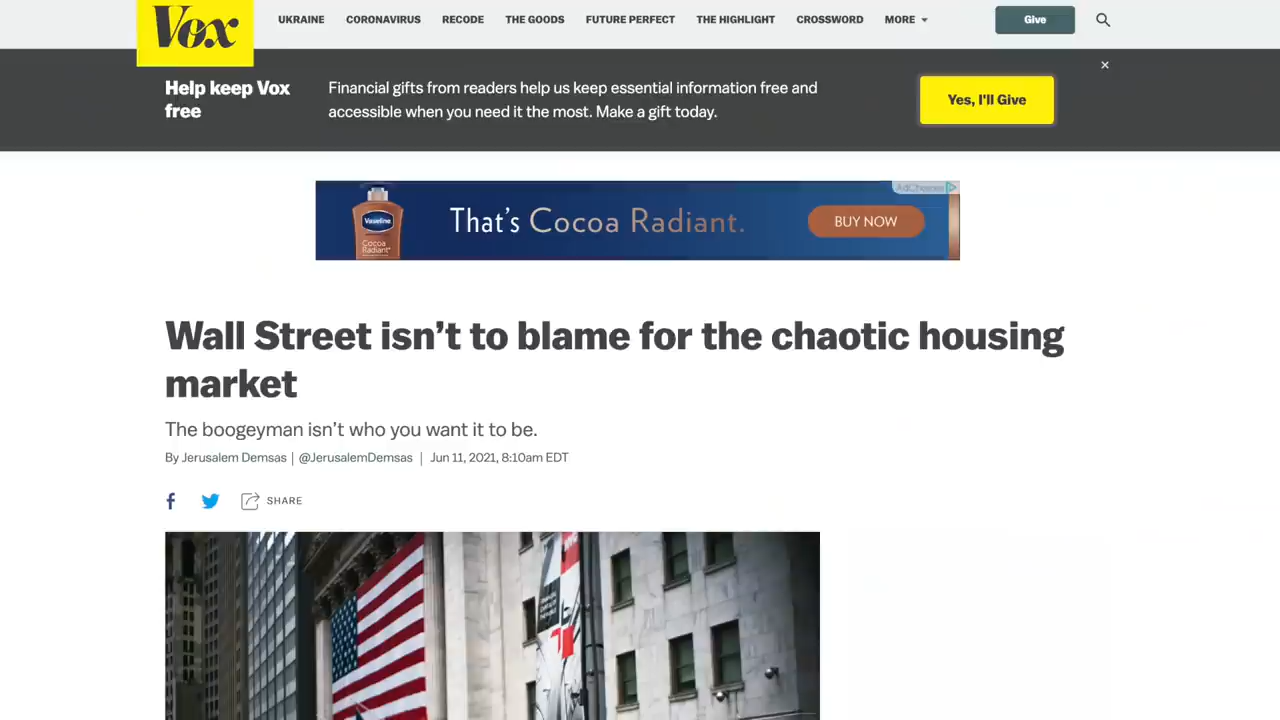 Vox
UKRAINE CORONAVIRUS RECODE THE GOODS FUTURE PERFECT THE HIGHLIGHT CROSSWORD MORE Give
Help keep Vox
free
Financial gifts from readers help us keep essential information free and
accessible when you need it the most. Make a gift today.
Yes, I'll Give
AdChoices
Vaseline
Cocoa
Radiant
That's Cocoa Radiant.
BUY NOW
Wall Street isn't to blame for the chaotic housing
market
The boogeyman isn't who you want it to be.
By Jerusalem Demsas | @JerusalemDemsas | Jun 11, 2021, 8:10am EDT
SHARE